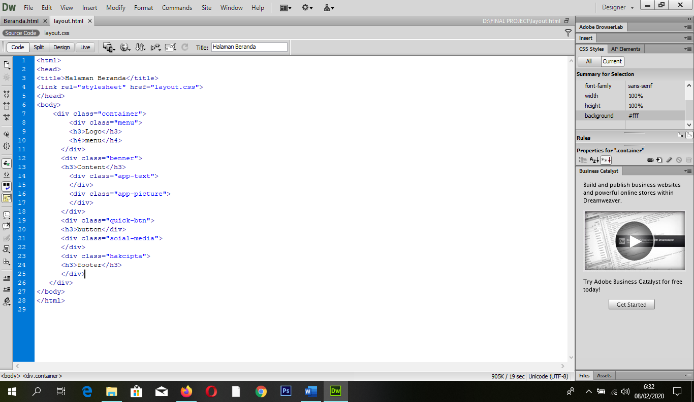 Dw File Edit View Insert Modify Format Commands Site Window Help
Designer
Beranda.html × layout.html ×
D:\FINAL PROJECT\layout.html
Source Code layout.css
Code Split Design Live Title: Halaman Beranda
1 <html>
2 <head>
3 <title>Halaman Beranda</title>
4 <link rel="stylesheet" href="layout.css">
5 </head>
6 <body>
7 <div class="container">
8 <div class="menu">
9 <h3>Logo</h3>
10 <h4>menu</h4>
11 </div>
12 <div class="benner">
13 <h3>Content</h3>
14 <div class="app-text">
15 </div>
16 <div class="app-picture">
17 </div>
18 </div>
19 <div class="quick-btn">
20 <h3>button</div>
21 <div class="sotal-media">
22 </div>
23 <div class="hakcipta">
24 <h3>footer</h3>
25 </div>
26 </div>
27 </body>
28 </html>
29
<body> <div.container>
905K / 19 sec Unicode (UTF-8)
Adobe BrowserLab
Insert
CSS Styles AP Elements
All Current
Summary for Selection
font-family sans-serif
width 100%
height 100%
background #fff
Rules
Properties for ".container"
Business Catalyst
Build and publish business websites
and powerful online stores within
Dreamweaver.
Try Adobe Business Catalyst for free
today!
Get Started
Files Assets
6:32
08/02/2020